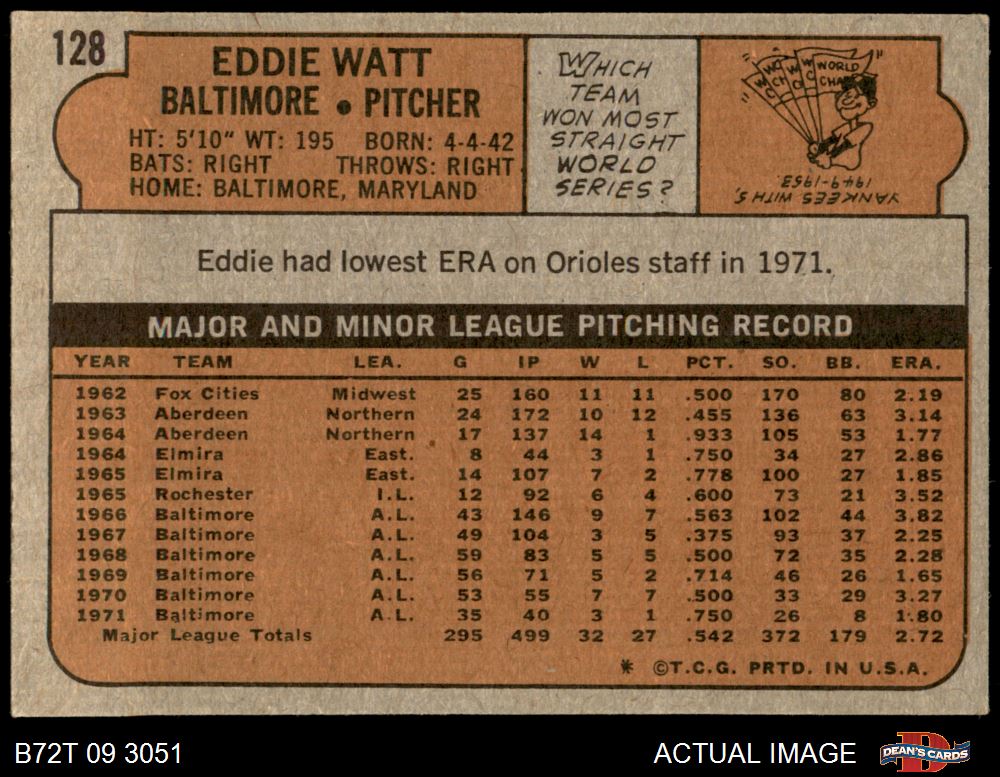 128
EDDIE WATT
BALTIMORE • PITCHER
HT: 5'10" WT: 195 BORN: 4-4-42
BATS: RIGHT THROWS: RIGHT
HOME: BALTIMORE, MARYLAND
WHICH
TEAM
WON MOST
STRAIGHT
WORLD
SERIES?
WORLD
CHA
YANKEES WITH 5,
1949-1953.
Eddie had lowest ERA on Orioles staff in 1971.
MAJOR AND MINOR LEAGUE PITCHING RECORD
YEAR TEAM LEA. G IP W L PCT. SO. BB. ERA.
1962 Fox Cities Midwest 25 160 11 11 .500 170 80 2.19
1963 Aberdeen Northern 24 172 10 12 .455 136 63 3.14
1964 Aberdeen Northern 17 137 14 1 .933 105 53 1.77
1964 Elmira East. 8 44 3 1 .750 34 27 2.86
1965 Elmira East. 14 107 7 2 .778 100 27 1.85
1965 Rochester I.L. 12 92 6 4 .600 73 21 3.52
1966 Baltimore A.L. 43 146 9 7 .563 102 44 3.82
1967 Baltimore A.L. 49 104 3 5 .375 93 37 2.25
1968 Baltimore A.L. 59 83 5 5 .500 72 35 2.28
1969 Baltimore A.L. 56 71 5 2 .714 46 26 1.65
1970 Baltimore A.L. 53 55 7 7 .500 33 29 3.27
1971 Baltimore A.L. 35 40 3 1 .750 26 8 1.80
Major League Totals 295 499 32 27 .542 372 179 2.72
* ©T.C.G. PRTD. IN U.S.A.
B72T 09 3051
ACTUAL IMAGE
D
DEAN'S CARDS